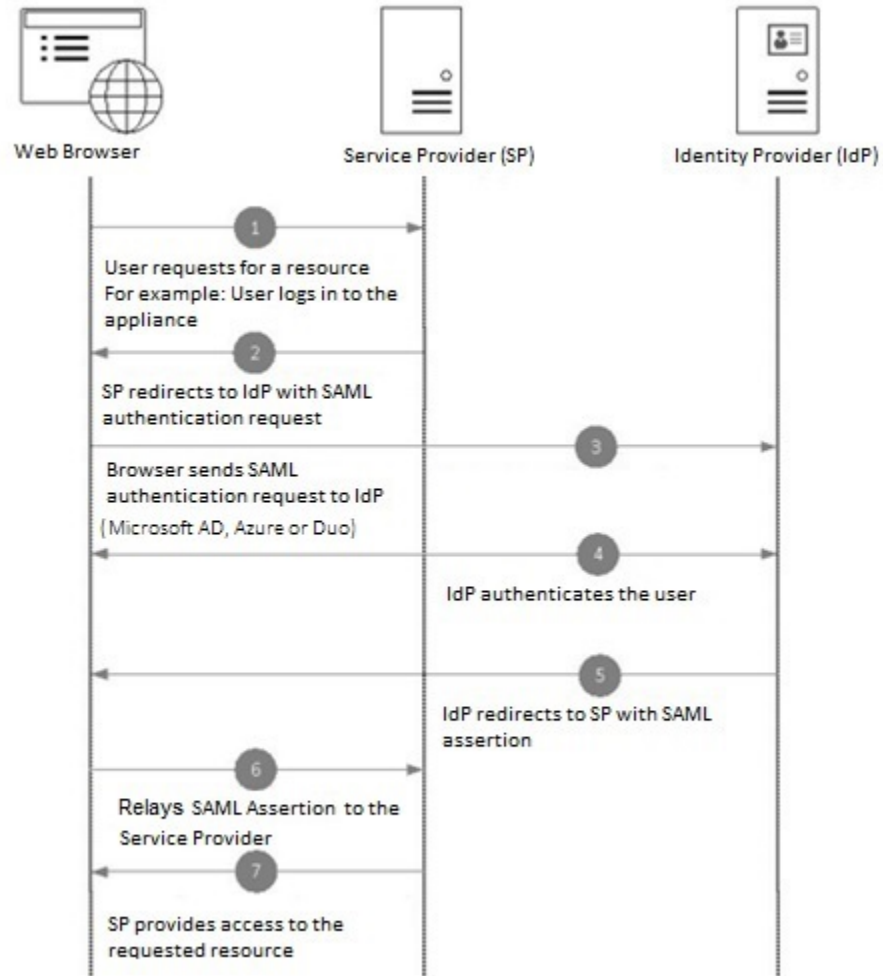 Web Browser
Service Provider (SP)
Identity Provider (IdP)
1
User requests for a resource
For example: User logs in to the
appliance
2
SP redirects to IdP with SAML
authentication request
3
Browser sends SAML
authentication request to IdP
(Microsoft AD, Azure or Duo)
4
IdP authenticates the user
5
IdP redirects to SP with SAML
assertion
6
Relays SAML Assertion to the
Service Provider
7
SP provides access to the
requested resource